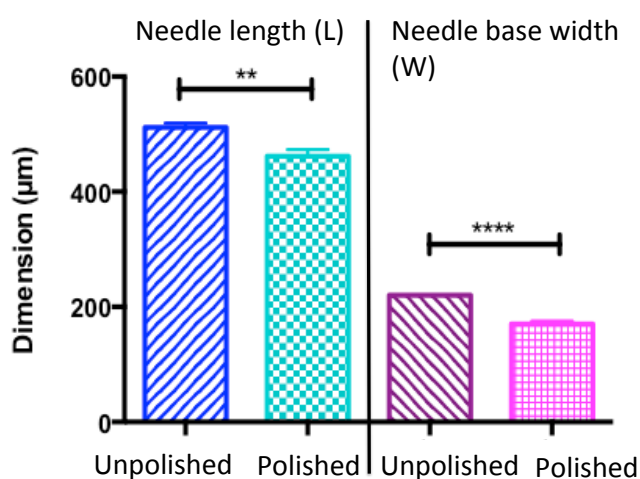 Needle length (L)
Needle base width
(W)
**
****
600
400
200
0
Dimension (µm)
Unpolished
Polished
Unpolished
Polished